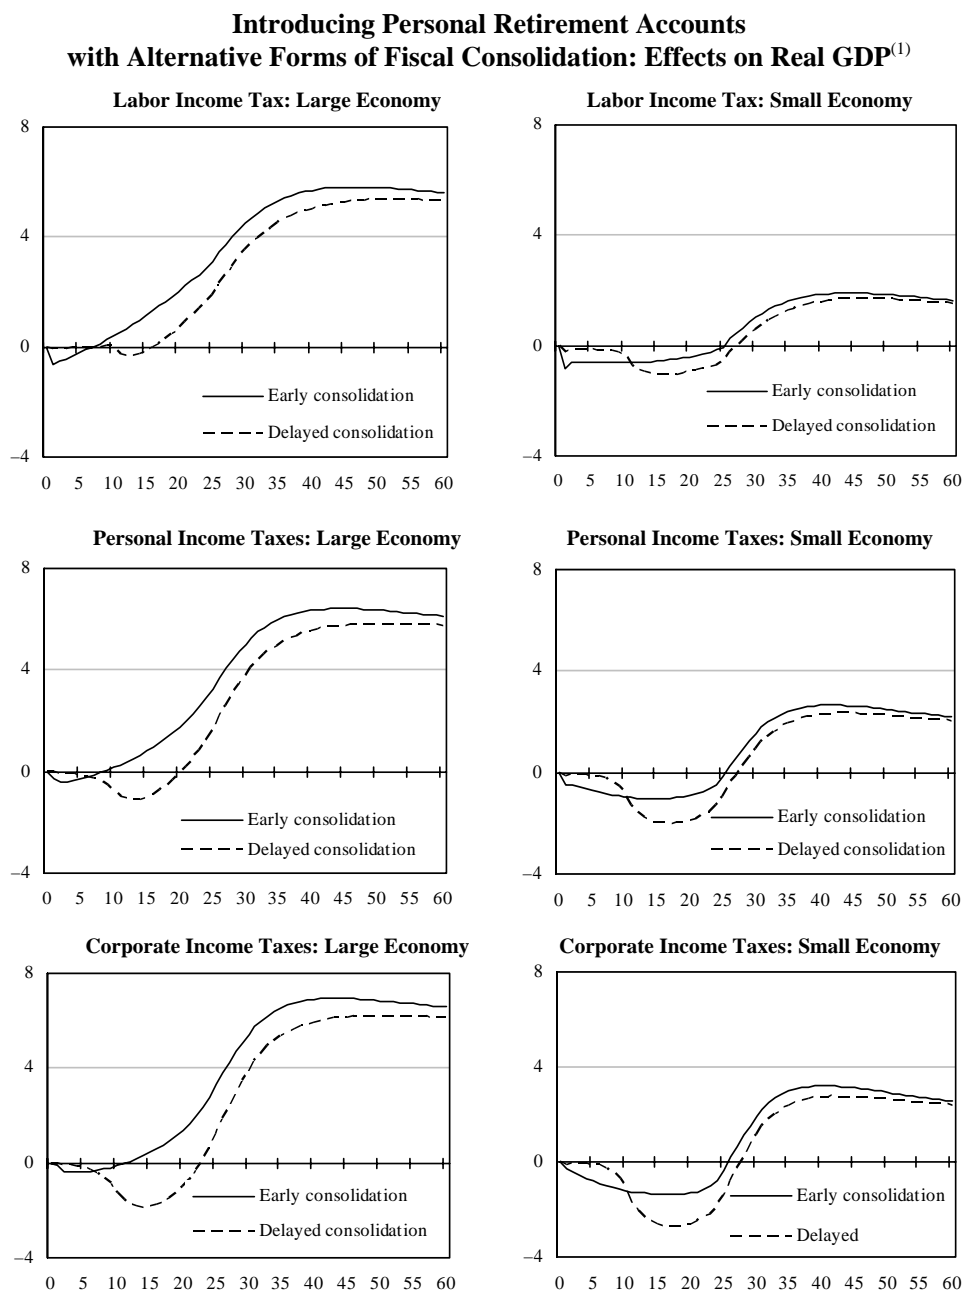 Introducing Personal Retirement Accounts
with Alternative Forms of Fiscal Consolidation: Effects on Real GDP(1)
Labor Income Tax: Large Economy
8
4
0
–4
Early consolidation
Delayed consolidation
0 5 10 15 20 25 30 35 40 45 50 55 60
Labor Income Tax: Small Economy
8
4
0
–4
Early consolidation
Delayed consolidation
0 5 10 15 20 25 30 35 40 45 50 55 60
Personal Income Taxes: Large Economy
8
4
0
–4
Early consolidation
Delayed consolidation
0 5 10 15 20 25 30 35 40 45 50 55 60
Personal Income Taxes: Small Economy
8
4
0
–4
Early consolidation
Delayed consolidation
0 5 10 15 20 25 30 35 40 45 50 55 60
Corporate Income Taxes: Large Economy
8
4
0
–4
Early consolidation
Delayed consolidation
0 5 10 15 20 25 30 35 40 45 50 55 60
Corporate Income Taxes: Small Economy
8
4
0
–4
Early consolidation
Delayed
0 5 10 15 20 25 30 35 40 45 50 55 60